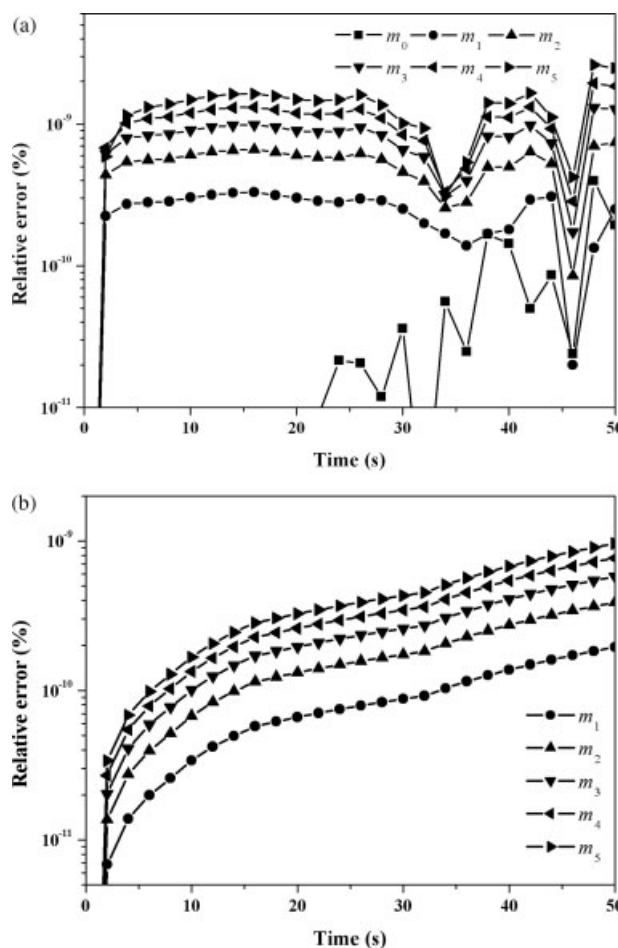 (a)
m₀ m₁ m₂
m₃ m₄ m₅
10⁻⁹
10⁻¹⁰
10⁻¹¹
Relative error (%)
0 10 20 30 40 50
Time (s)
(b)
10⁻⁹
10⁻¹⁰
10⁻¹¹
Relative error (%)
m₁
m₂
m₃
m₄
m₅
0 10 20 30 40 50
Time (s)